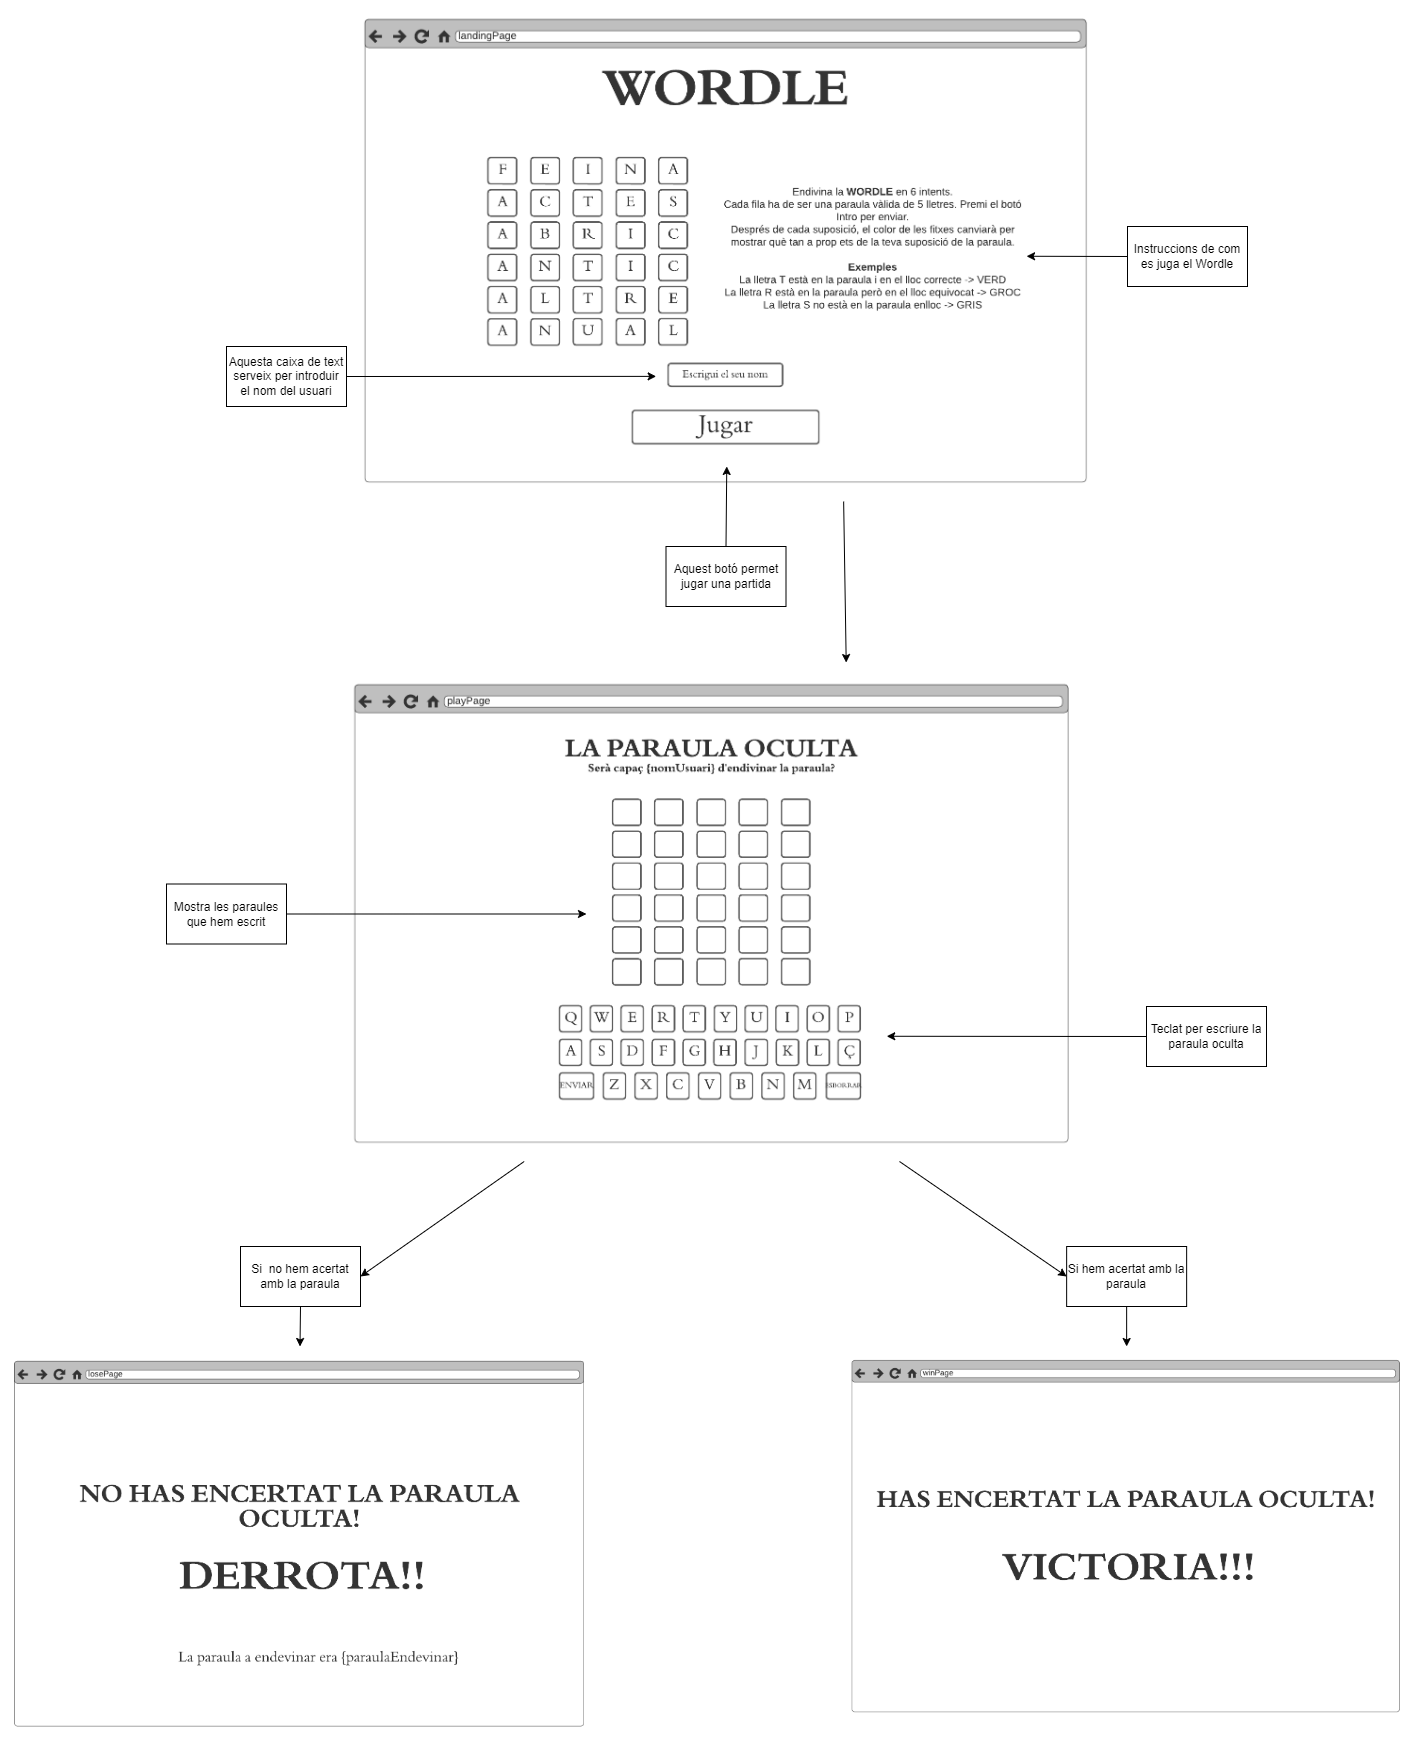 landingPage
WORDLE
F E I N A
A C T E S
A B R I C
A N T I C
A L T R E
A N U A L
Endivina la WORDLE en 6 intents.
Cada fila ha de ser una paraula vàlida de 5 lletres. Premi el botó
Intro per enviar.
Després de cada suposició, el color de les fitxes canviarà per
mostrar què tan a prop ets de la teva suposició de la paraula.
Exemples
La lletra T està en la paraula i en el lloc correcte -> VERD
La lletra R està en la paraula però en el lloc equivocat -> GROC
La lletra S no està en la paraula enlloc -> GRIS
Instruccions de com
es juga el Wordle
Aquesta caixa de text
serveix per introduir
el nom del usuari
Escrigui el seu nom
Jugar
Aquest botó permet
jugar una partida
playPage
LA PARAULA OCULTA
Serà capaç {nomUsuari} d'endivinar la paraula?
Mostra les paraules
que hem escrit
Q W E R T Y U I O P
A S D F G H J K L Ç
ENVIAR Z X C V B N M ESBORRAR
Teclat per escriure la
paraula oculta
Si no hem acertat
amb la paraula
Si hem acertat amb la
paraula
losePage
NO HAS ENCERTAT LA PARAULA
OCULTA!
DERROTA!!
La paraula a endevinar era {paraulaEndevinar}
winPage
HAS ENCERTAT LA PARAULA OCULTA!
VICTORIA!!!